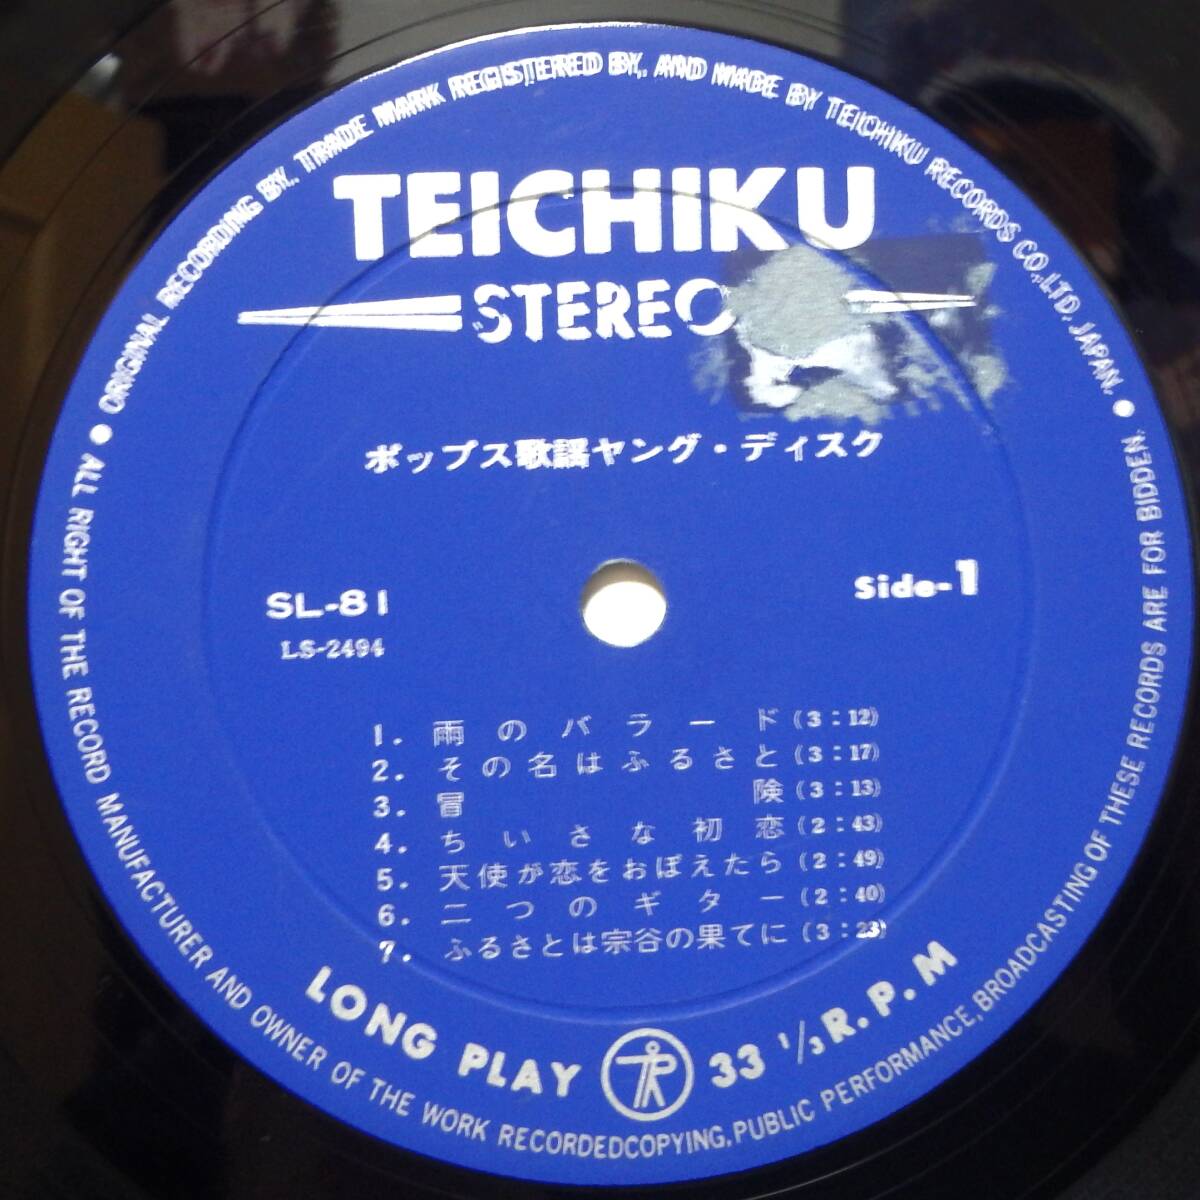 ● ORIGINAL RECORDING BY, TRADE MARK REGISTERED BY, AND MADE BY TEICHIKU RECORDS CO.,LTD. JAPAN. ●
TEICHIKU
STEREO
ポップス歌謡ヤング・ディスク
SL-81
LS-2494
Side-1
1. 雨のバラード (3:12)
2. その名はふるさと (3:17)
3. 冒険 (3:13)
4. ちいさな初恋 (2:43)
5. 天使が恋をおぼえたら (2:49)
6. 二つのギター (2:40)
7. ふるさとは宗谷の果てに (3:23)
LONG PLAY 33 1/3 R.P.M
ALL RIGHT OF THE RECORD MANUFACTURER AND OWNER OF THE WORK RECORDEDCOPYING, PUBLIC PERFORMANCE, BROADCASTING OF THESE RECORDS ARE FOR BIDDEN.